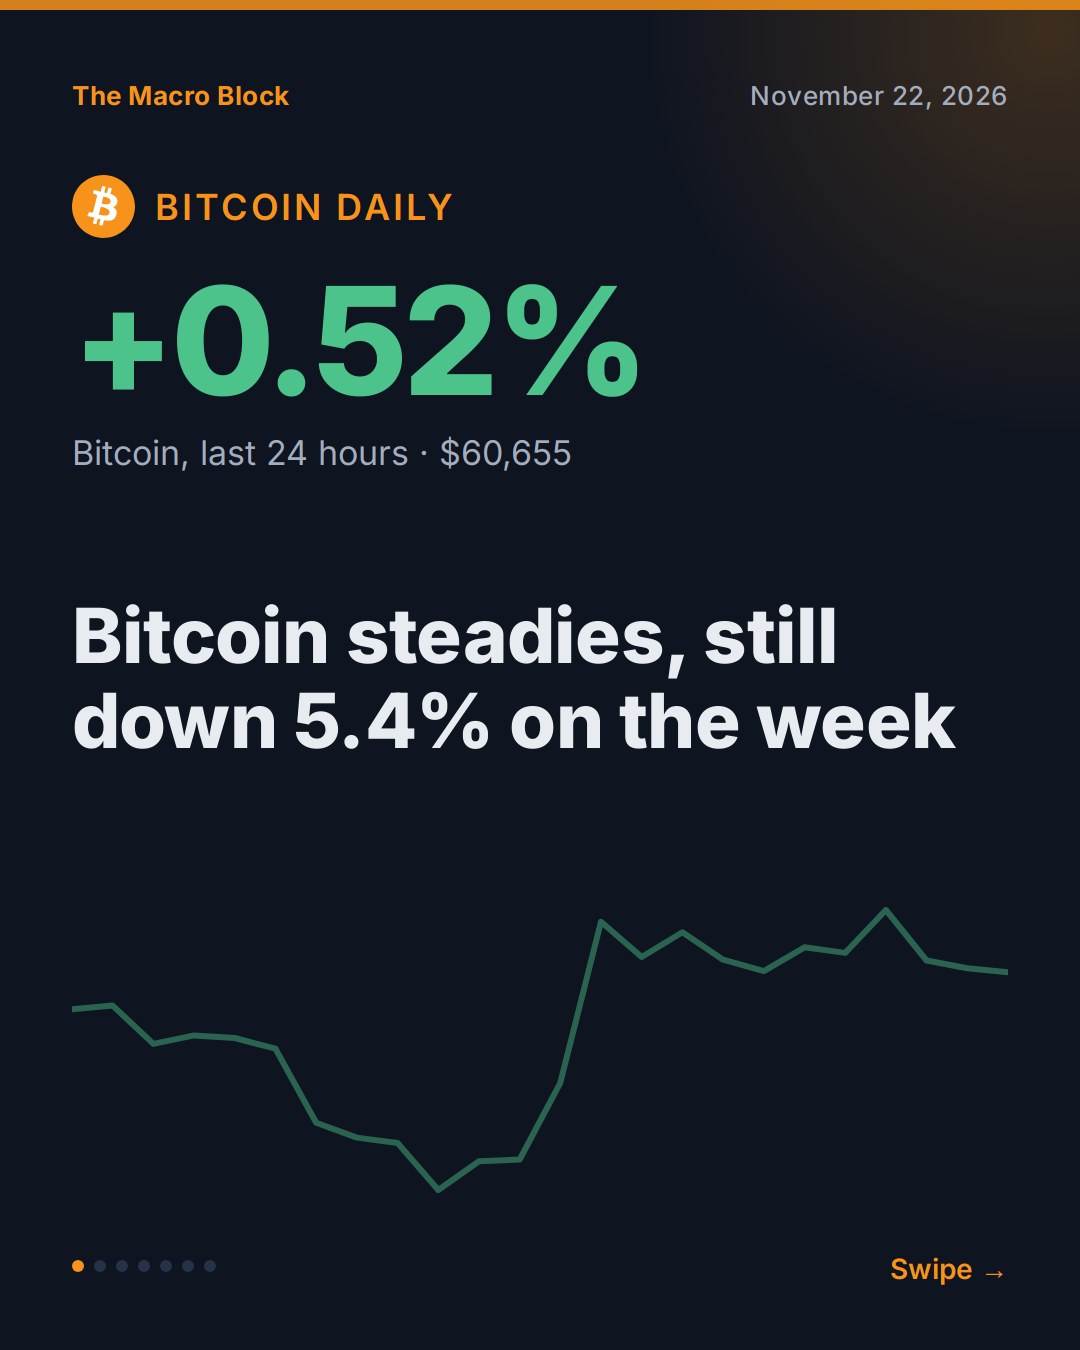 The Macro Block
November 22, 2026
BITCOIN DAILY
+0.52%
Bitcoin, last 24 hours · $60,655
Bitcoin steadies, still
down 5.4% on the week
Swipe →